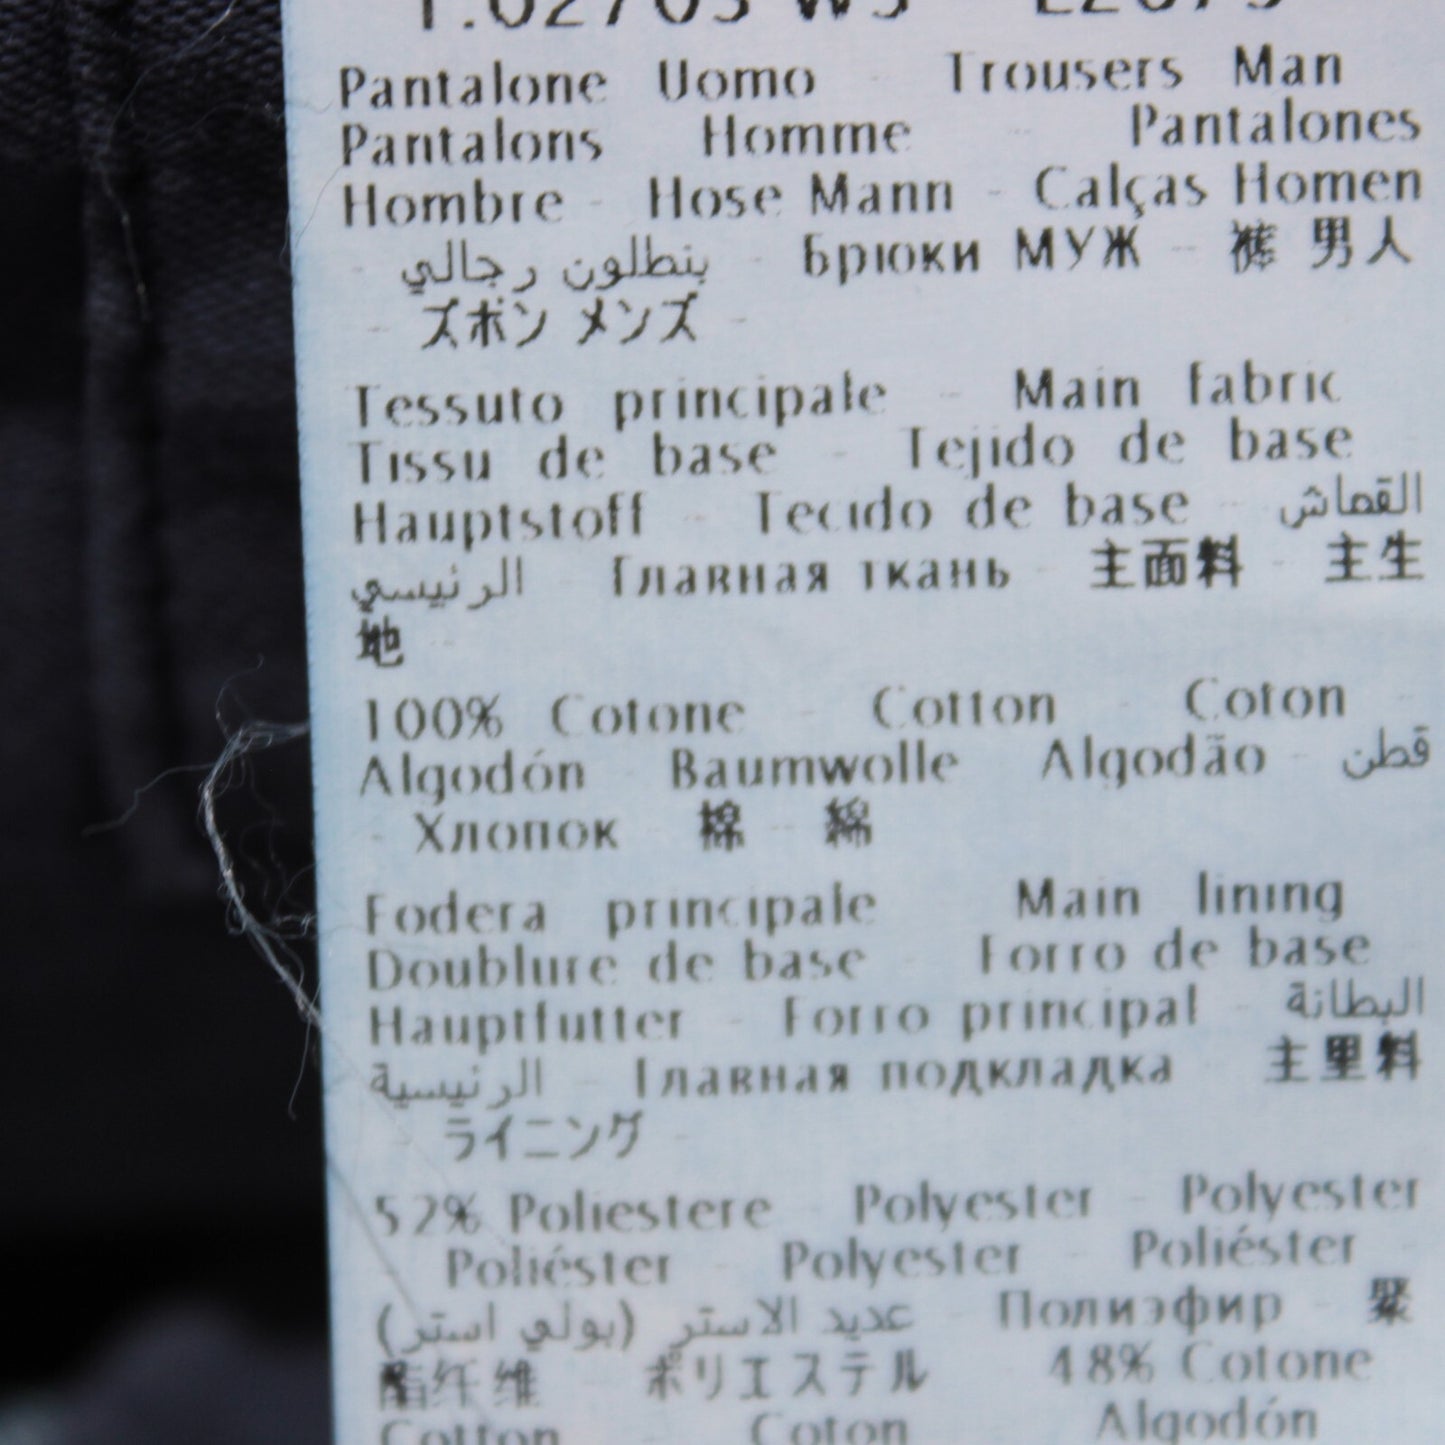 Pantalone Uomo - Trousers Man
Pantalons Homme - Pantalones
Hombre - Hose Mann - Calças Homen
- بنطلون رجالي - Брюки МУЖ - 裤 男人
- ズボン メンズ -
Tessuto principale - Main fabric
Tissu de base - Tejido de base
Hauptstoff - Tecido de base - القماش
الرئيسي - Главная ткань - 主面料 - 主生
地
100% Cotone - Cotton - Coton -
Algodón - Baumwolle - Algodão - قطن
- Хлопок - 棉 - 綿
Fodera principale - Main lining
Doublure de base - Forro de base
Hauptfutter - Forro principal - البطانة
الرئيسية - Главная подкладка - 主里料
- ライニング -
52% Poliestere - Polyester - Polyester
- Poliéster - Polyester - Poliéster -
عديد الاستر (بولي استر) - Полиэфир - 聚
酯纤维 - ポリエステル - 48% Cotone
Cotton - Coton - Algodón